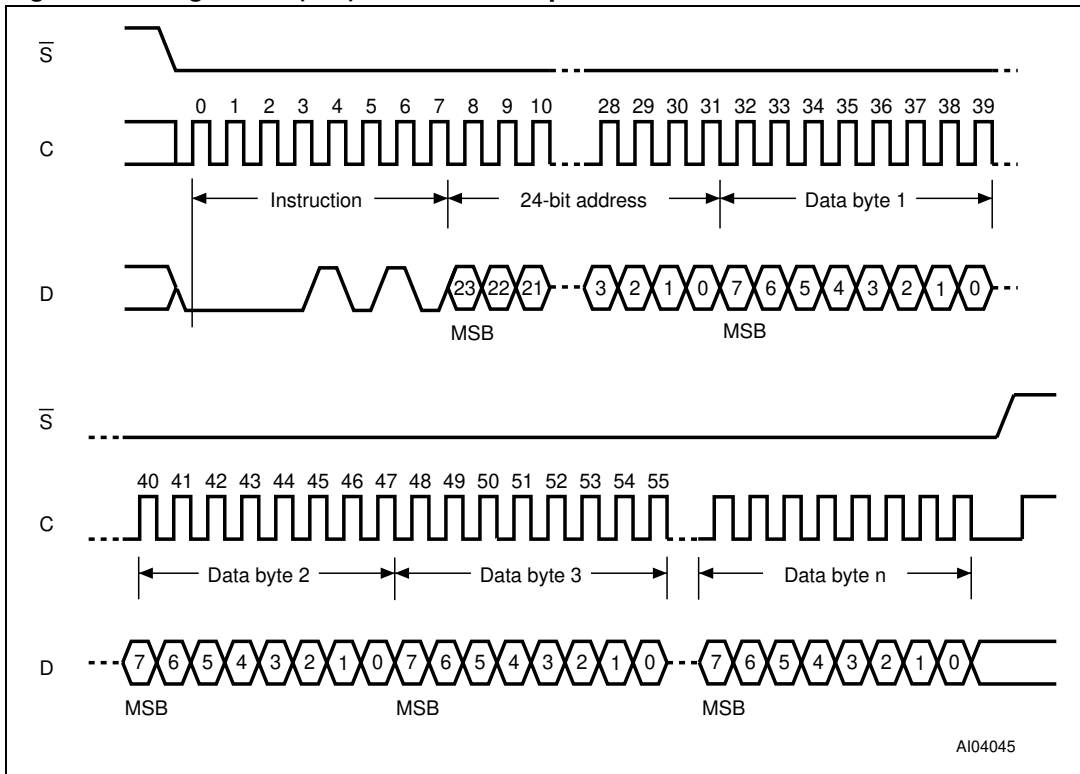 S
0 1 2 3 4 5 6 7 8 9 10 28 29 30 31 32 33 34 35 36 37 38 39
C
Instruction 24-bit address Data byte 1
D 23 22 21 3 2 1 0 7 6 5 4 3 2 1 0
MSB MSB
S
40 41 42 43 44 45 46 47 48 49 50 51 52 53 54 55
C
Data byte 2 Data byte 3 Data byte n
D 7 6 5 4 3 2 1 0 7 6 5 4 3 2 1 0 7 6 5 4 3 2 1 0
MSB MSB MSB
AI04045